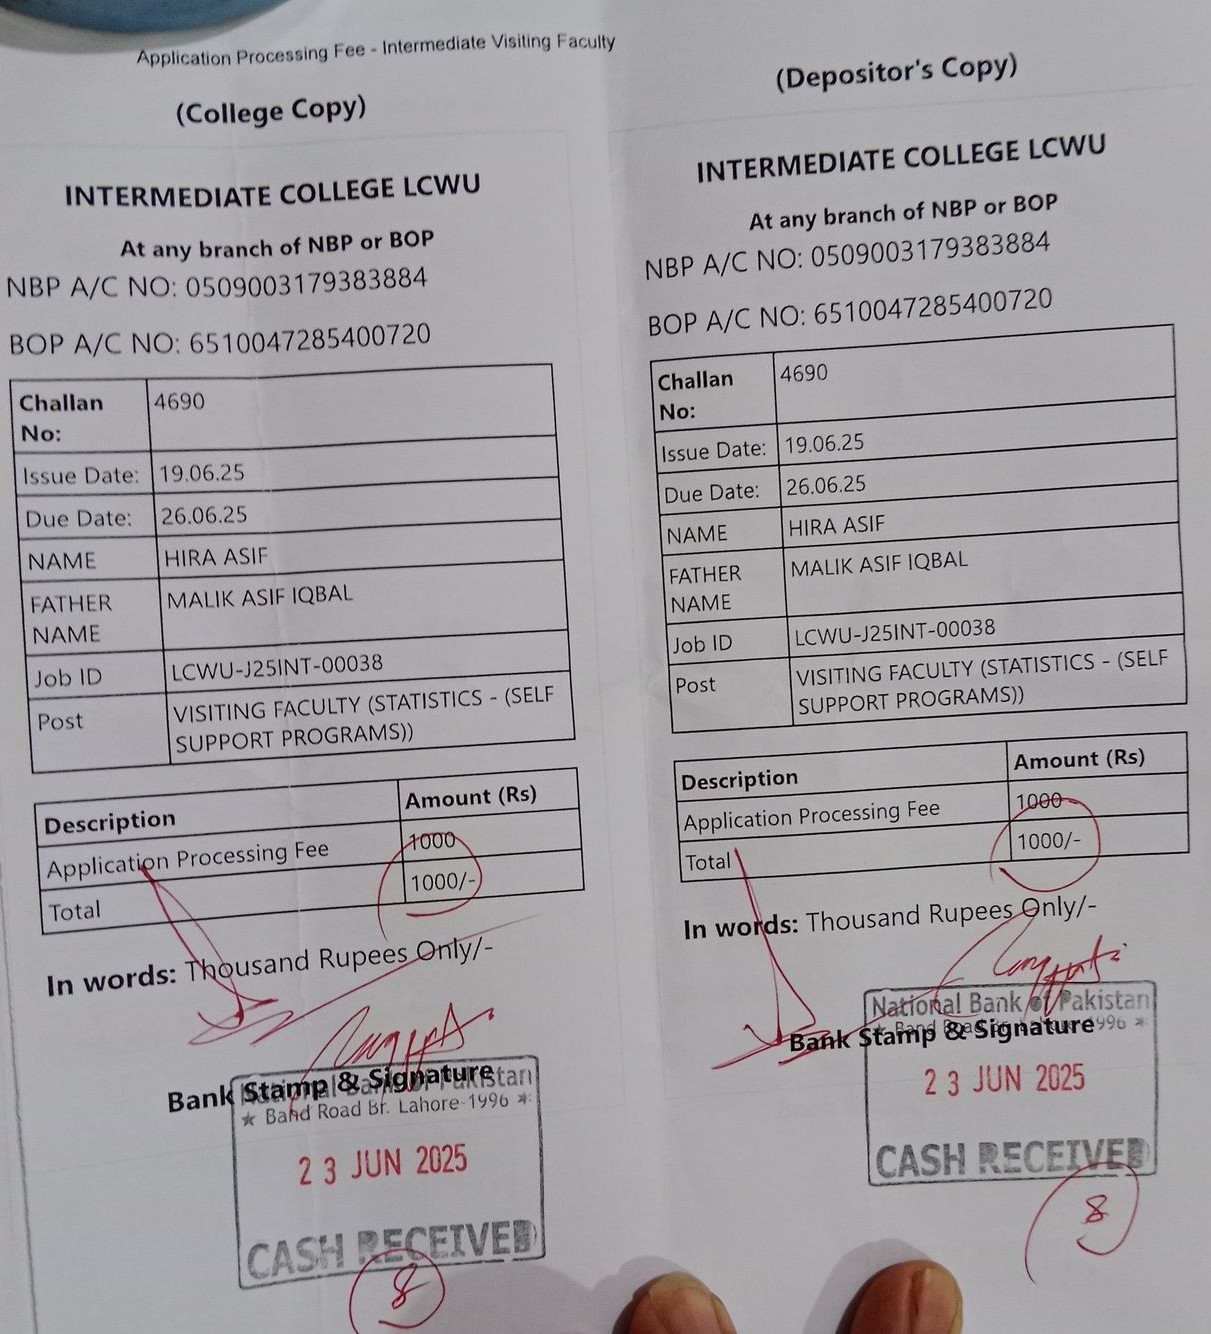 Application Processing Fee - Intermediate Visiting Faculty
(College Copy)
INTERMEDIATE COLLEGE LCWU
At any branch of NBP or BOP
NBP A/C NO: 0509003179383884
BOP A/C NO: 6510047285400720
Challan No: 4690
Issue Date: 19.06.25
Due Date: 26.06.25
NAME HIRA ASIF
FATHER NAME MALIK ASIF IQBAL
Job ID LCWU-J25INT-00038
Post VISITING FACULTY (STATISTICS - (SELF
SUPPORT PROGRAMS))
Description Amount (Rs)
Application Processing Fee 1000
Total 1000/-
In words: Thousand Rupees Only/-
Bank Stamp & Signature
National Bank of Pakistan
★ Band Road Br. Lahore-1996 *
23 JUN 2025
CASH RECEIVED
8
(Depositor's Copy)
INTERMEDIATE COLLEGE LCWU
At any branch of NBP or BOP
NBP A/C NO: 0509003179383884
BOP A/C NO: 6510047285400720
Challan No: 4690
Issue Date: 19.06.25
Due Date: 26.06.25
NAME HIRA ASIF
FATHER NAME MALIK ASIF IQBAL
Job ID LCWU-J25INT-00038
Post VISITING FACULTY (STATISTICS - (SELF
SUPPORT PROGRAMS))
Description Amount (Rs)
Application Processing Fee 1000
Total 1000/-
In words: Thousand Rupees Only/-
National Bank of Pakistan
Bank Stamp & Signature
1996 *
23 JUN 2025
CASH RECEIVED
8